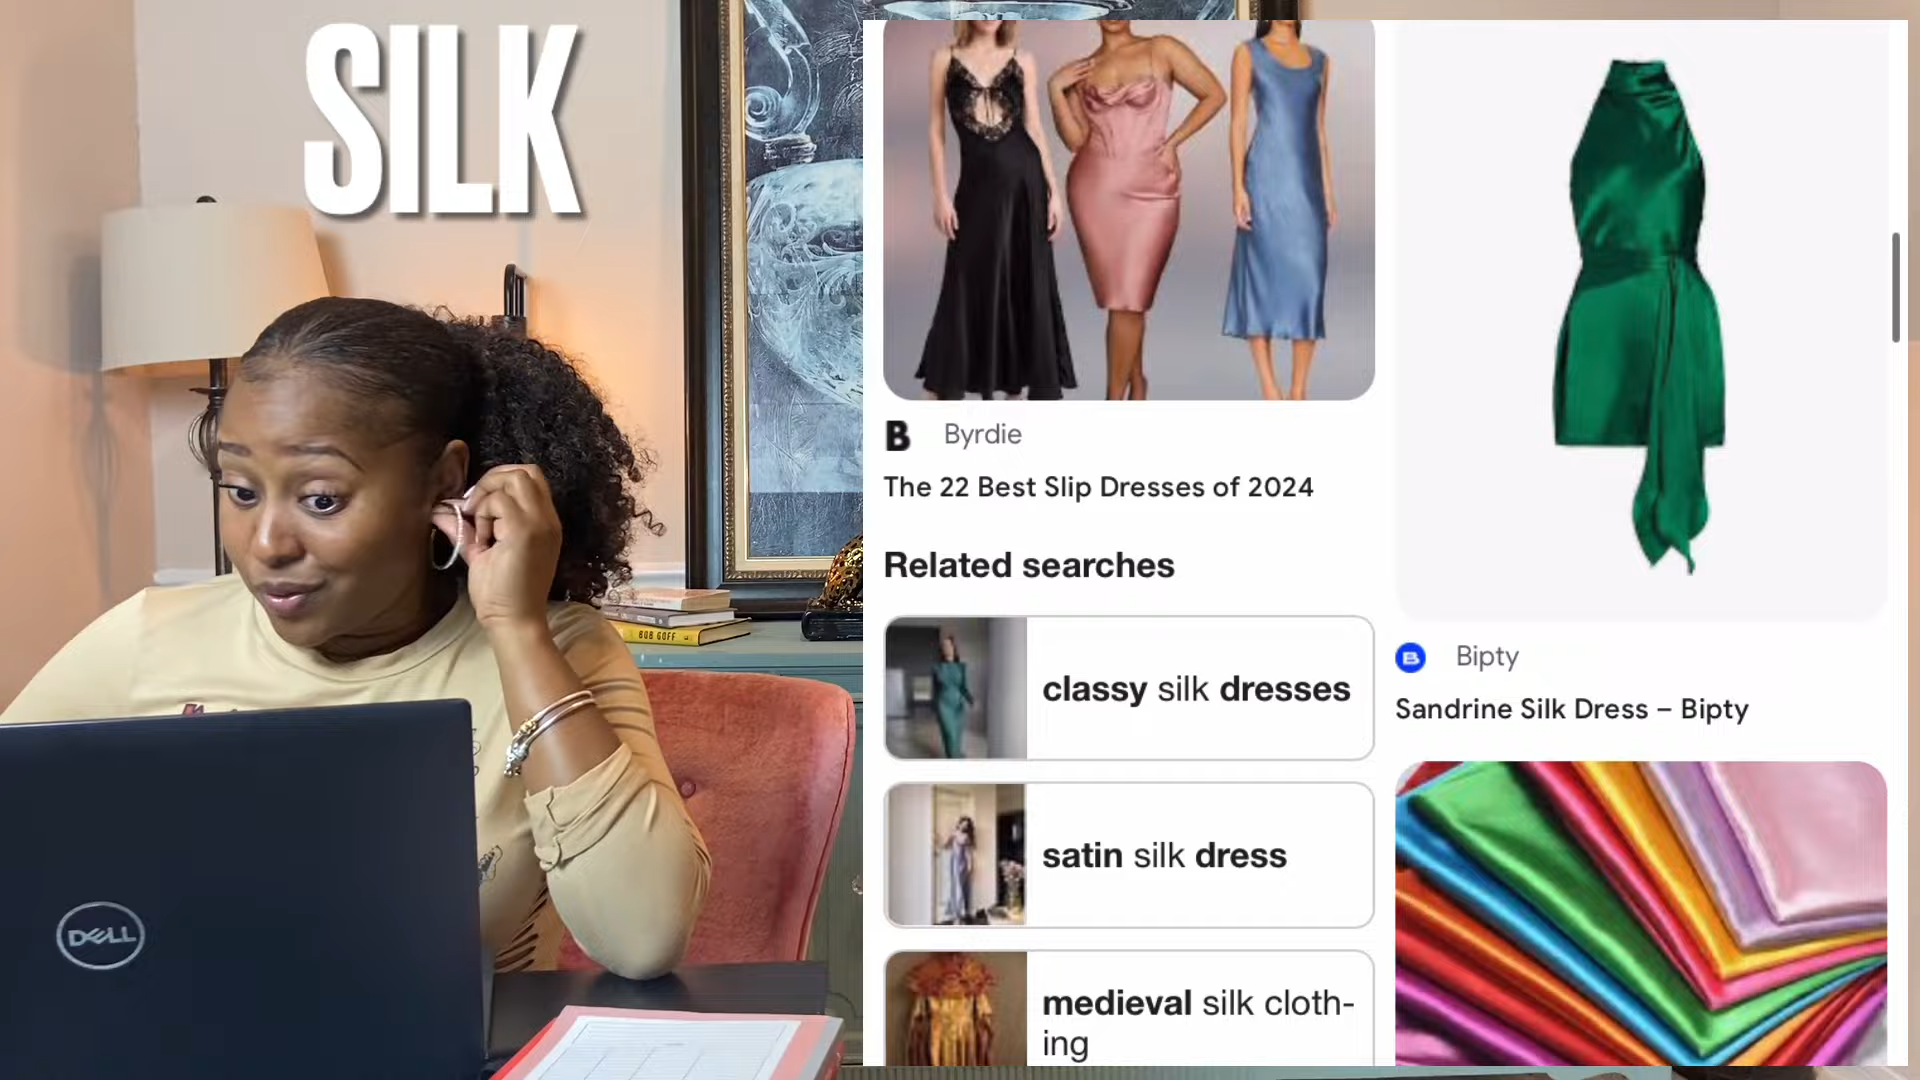 SILK
B Byrdie
The 22 Best Slip Dresses of 2024
Related searches
classy silk dresses
satin silk dress
medieval silk cloth-
ing
B Bipty
Sandrine Silk Dress – Bipty
BOB GOFF
DELL